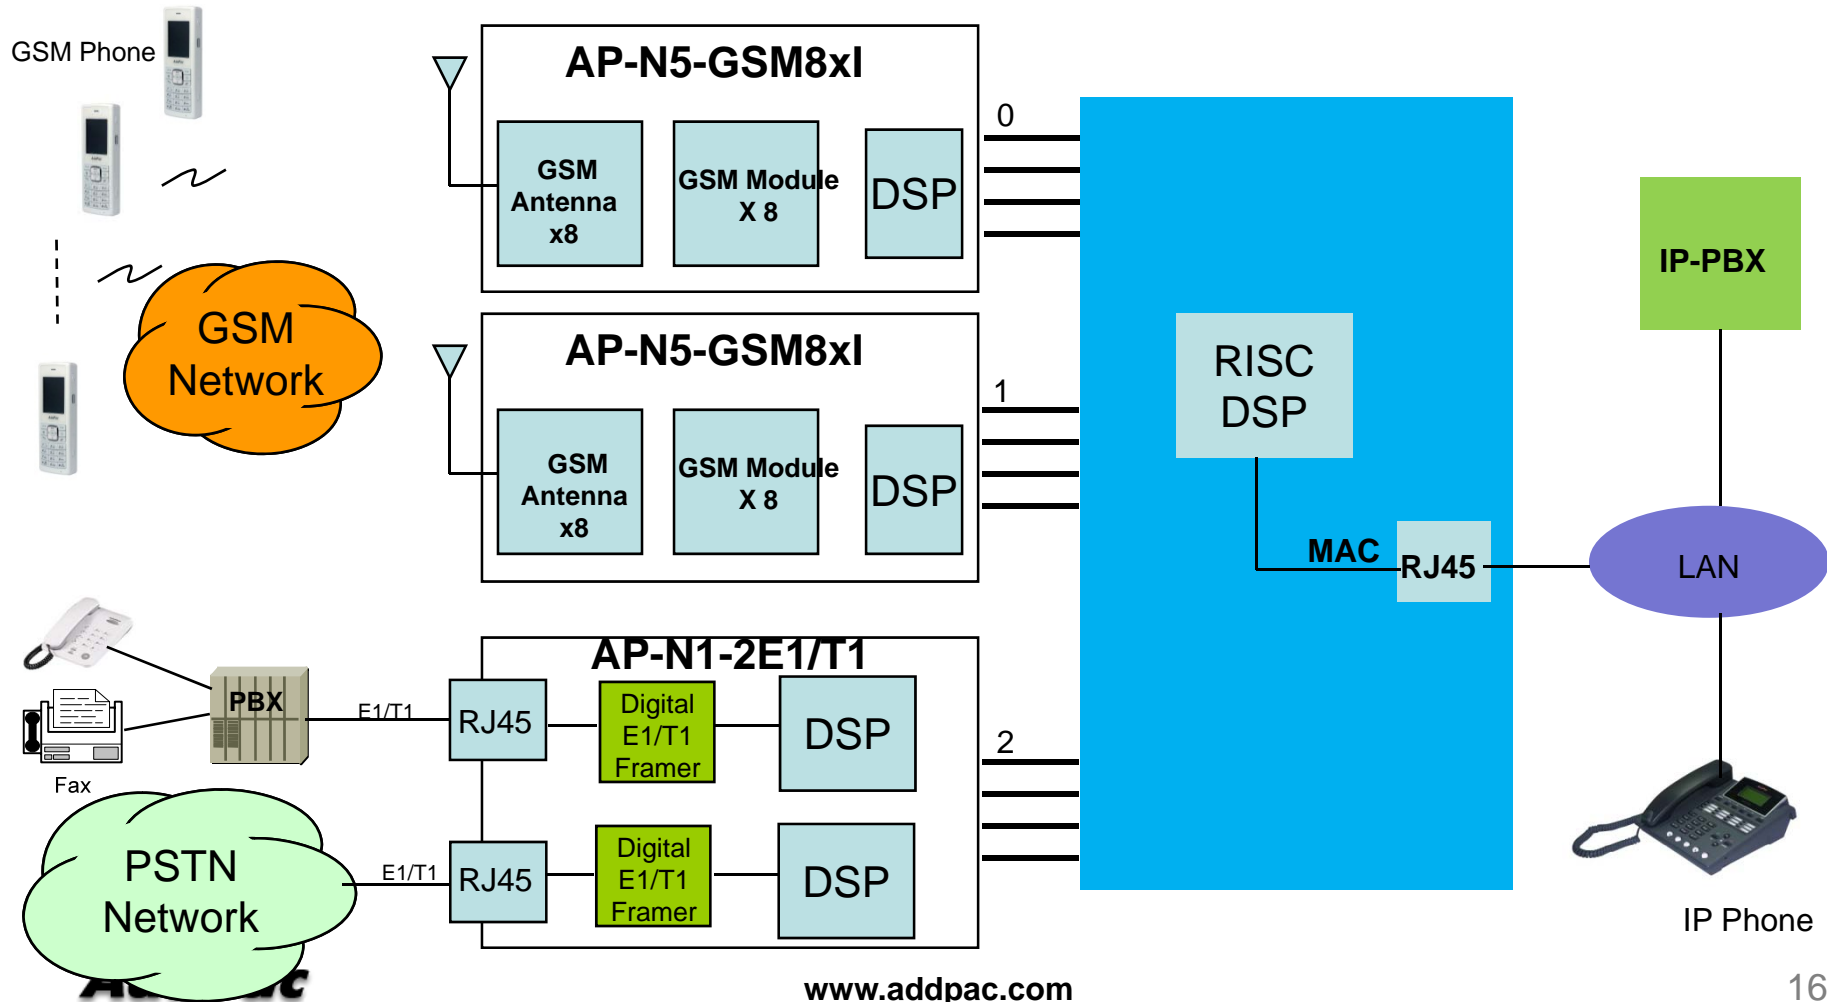 GSM Phone
AP-N5-GSM8xI
GSM
Antenna
x8
GSM Module
X 8
DSP
0
GSM
Network
AP-N5-GSM8xI
GSM
Antenna
x8
GSM Module
X 8
DSP
1
RISC
DSP
MAC
RJ45
IP-PBX
LAN
IP Phone
AP-N1-2E1/T1
PBX
E1/T1
RJ45
Digital
E1/T1
Framer
DSP
2
Fax
PSTN
Network
E1/T1
RJ45
Digital
E1/T1
Framer
DSP
www.addpac.com
16